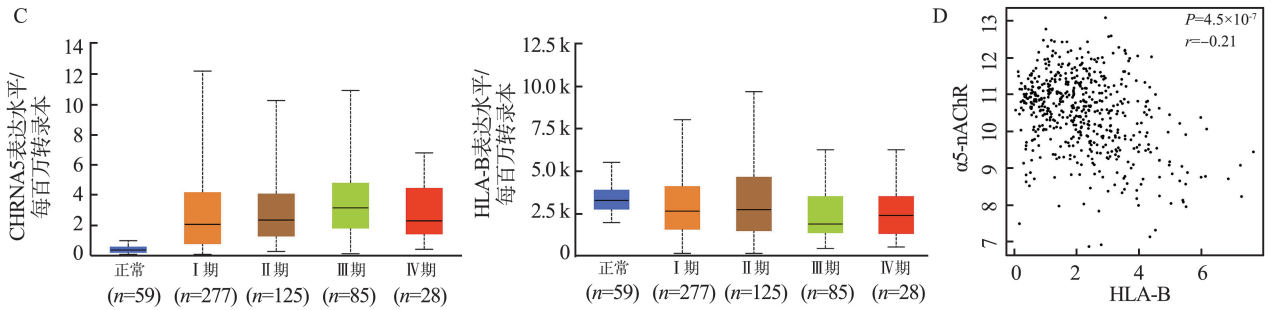 C
CHRNA5表达水平/
每百万转录本
14
12
10
8
6
4
2
0
正常
Ⅰ期
Ⅱ期
Ⅲ期
Ⅳ期
(n=59)
(n=277)
(n=125)
(n=85)
(n=28)
HLA-B表达水平/
每百万转录本
12.5 k
10.0 k
7.5 k
5.0 k
2.5 k
0
正常
Ⅰ期
Ⅱ期
Ⅲ期
Ⅳ期
(n=59)
(n=277)
(n=125)
(n=85)
(n=28)
D
P=4.5×10⁻⁷
r=−0.21
α5-nAChR
13
12
11
10
9
8
7
0
2
4
6
HLA-B